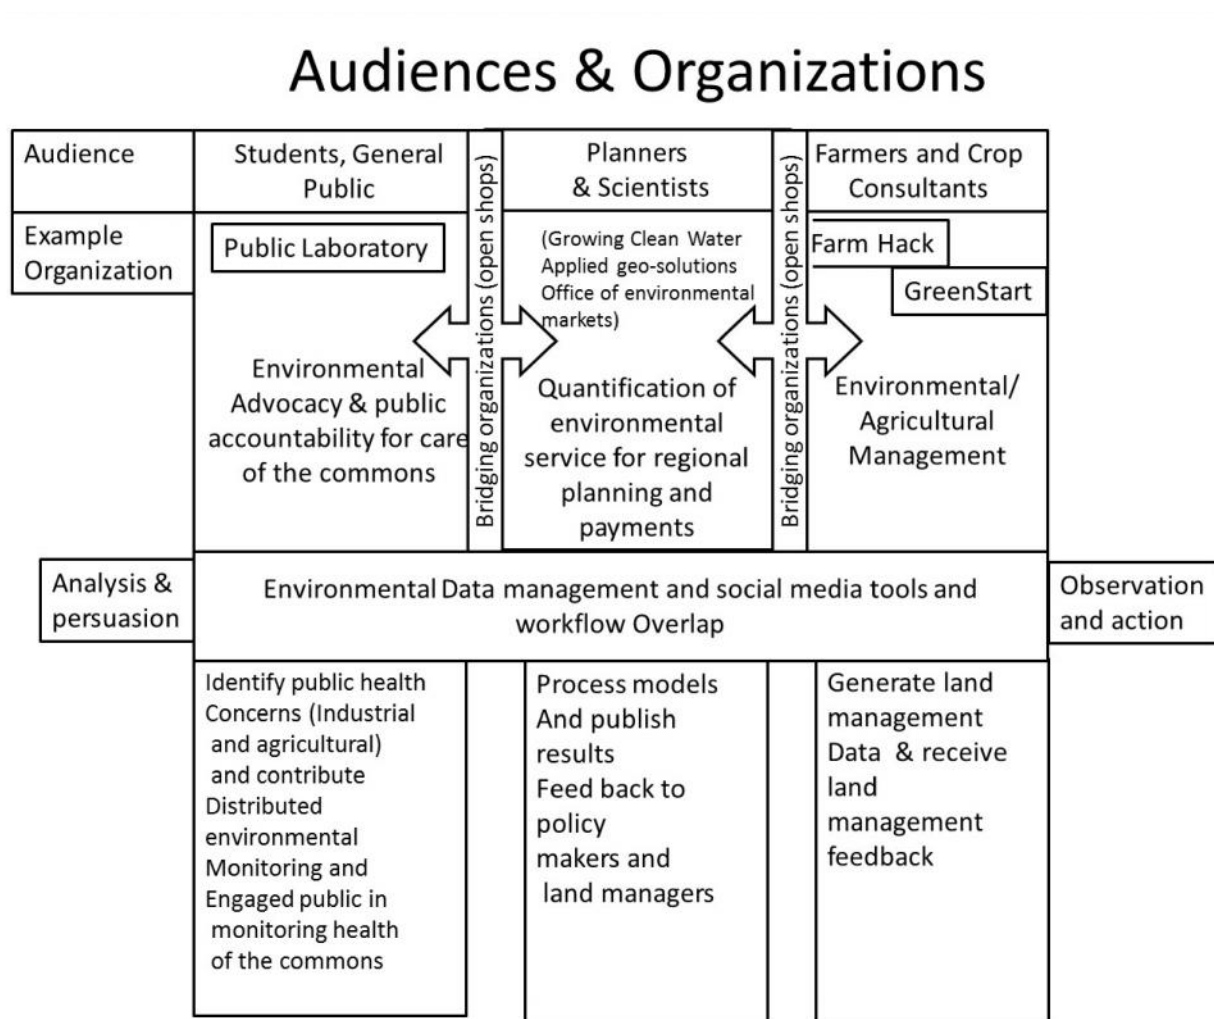 Audiences & Organizations
Audience
Students, General
Public
Bridging organizations (open shops)
Planners
& Scientists
Bridging organizations (open shops)
Farmers and Crop
Consultants
Example
Organization
Public Laboratory
(Growing Clean Water
Applied geo-solutions
Office of environmental
markets)
Farm Hack
GreenStart
Environmental
Advocacy & public
accountability for care
of the commons
Quantification of
environmental
service for regional
planning and
payments
Environmental/
Agricultural
Management
Analysis &
persuasion
Environmental Data management and social media tools and
workflow Overlap
Observation
and action
Identify public health
Concerns (Industrial
and agricultural)
and contribute
Distributed
environmental
Monitoring and
Engaged public in
monitoring health
of the commons
Process models
And publish
results
Feed back to
policy
makers and
land managers
Generate land
management
Data & receive
land
management
feedback